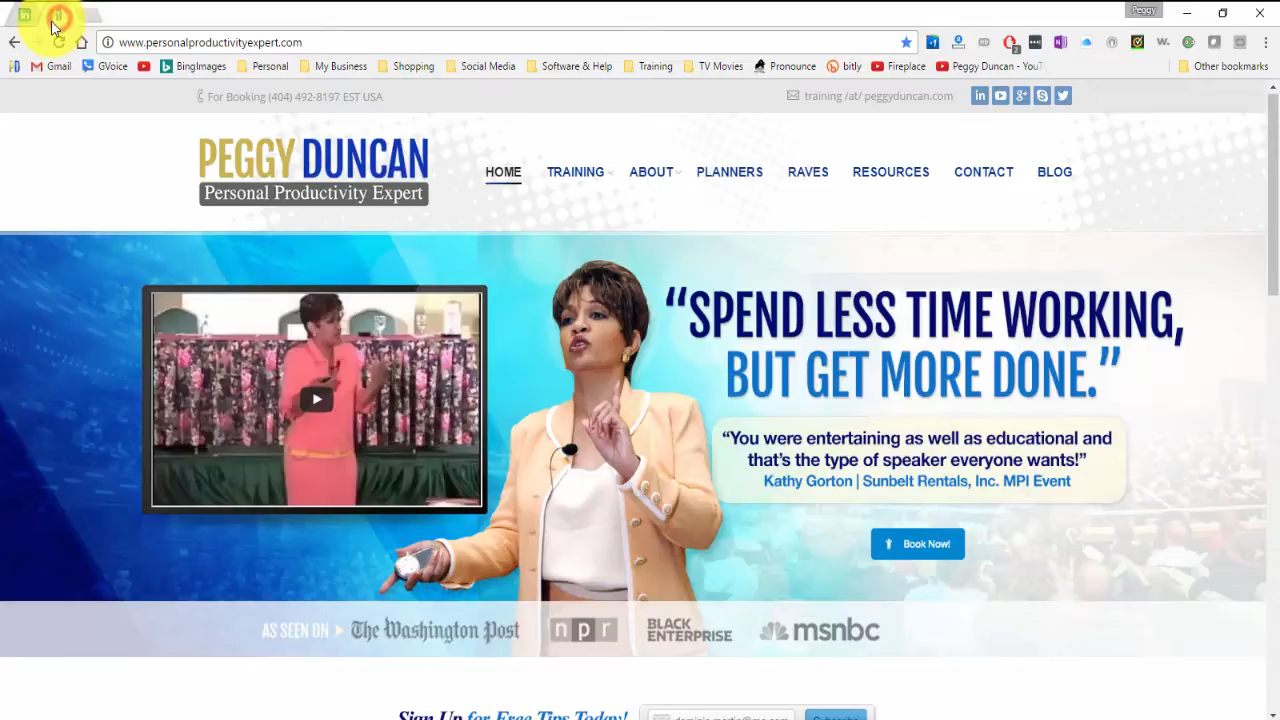 Peggy
www.personalproductivityexpert.com
Gmail
GVoice
BingImages
Personal
My Business
Shopping
Social Media
Software & Help
Training
TV Movies
Pronounce
bitly
Fireplace
Peggy Duncan - YouT
Other bookmarks
For Booking (404) 492-8197 EST USA
training /at/ peggyduncan.com
PEGGY DUNCAN
Personal Productivity Expert
HOME
TRAINING
ABOUT
PLANNERS
RAVES
RESOURCES
CONTACT
BLOG
“SPEND LESS TIME WORKING,
BUT GET MORE DONE.”
“You were entertaining as well as educational and
that’s the type of speaker everyone wants!”
Kathy Gorton | Sunbelt Rentals, Inc. MPI Event
Book Now!
AS SEEN ON
The Washington Post
npr
BLACK
ENTERPRISE
msnbc
Sign Up for Free Tips Today!
Subscribe